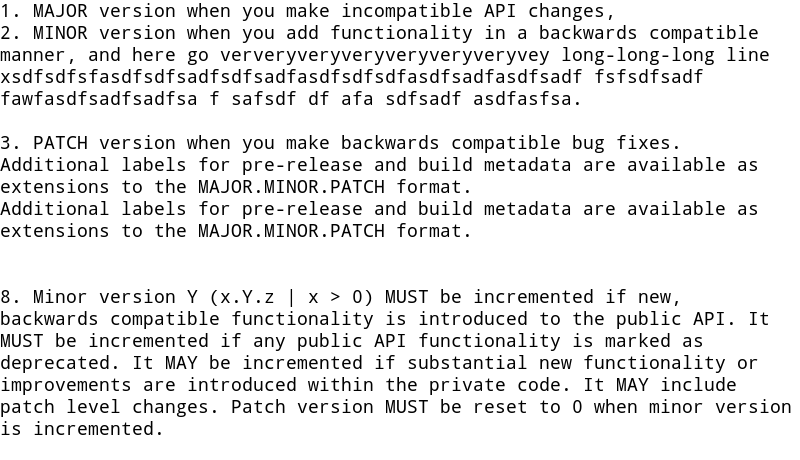 1. MAJOR version when you make incompatible API changes,
2. MINOR version when you add functionality in a backwards compatible
manner, and here go ververyveryveryveryveryveryvey long-long-long line
xsdfsdfsfasdfsdfsadfsdfsadfasdfsdfsdfasdfsadfasdfsadf fsfsdfsadf
fawfasdfsadfsadfsa f safsdf df afa sdfsadf asdfasfsa.
3. PATCH version when you make backwards compatible bug fixes.
Additional labels for pre-release and build metadata are available as
extensions to the MAJOR.MINOR.PATCH format.
Additional labels for pre-release and build metadata are available as
extensions to the MAJOR.MINOR.PATCH format.
8. Minor version Y (x.Y.z | x > 0) MUST be incremented if new,
backwards compatible functionality is introduced to the public API. It
MUST be incremented if any public API functionality is marked as
deprecated. It MAY be incremented if substantial new functionality or
improvements are introduced within the private code. It MAY include
patch level changes. Patch version MUST be reset to 0 when minor version
is incremented.